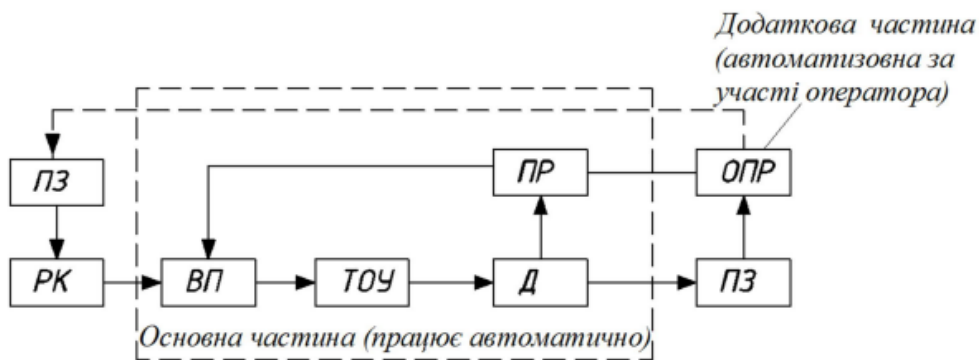 Додаткова частина
(автоматизовна за
участі оператора)
ПЗ
ПР
ОПР
РК
ВП
ТОУ
Д
ПЗ
Основна частина (працює автоматично)